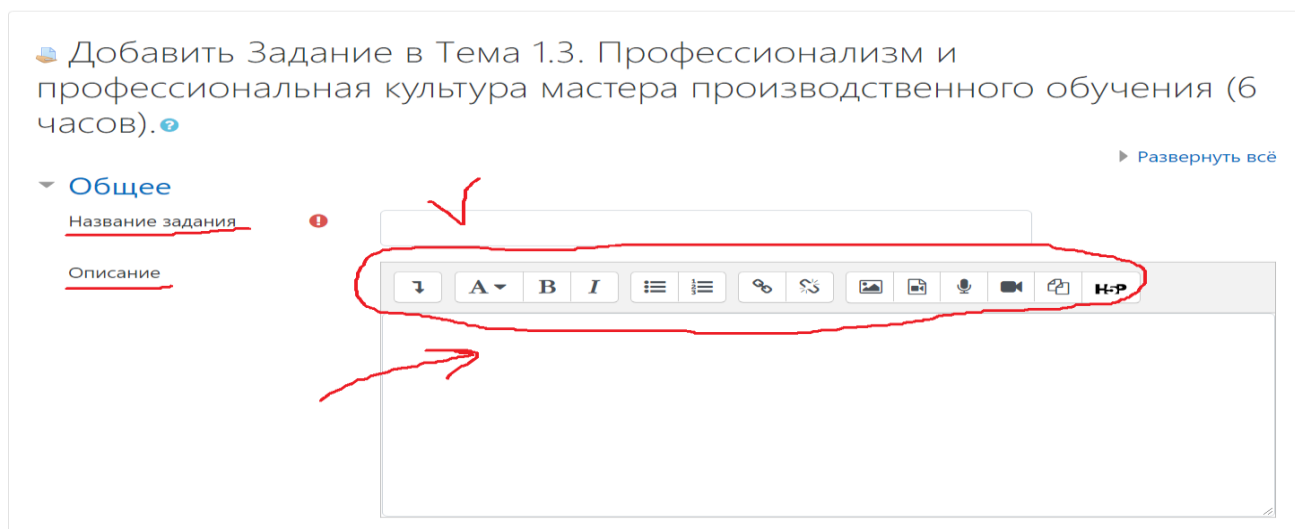 Добавить Задание в Тема 1.3. Профессионализм и
профессиональная культура мастера производственного обучения (6
часов).
Развернуть всё
Общее
Название задания
Описание
A B I H-P